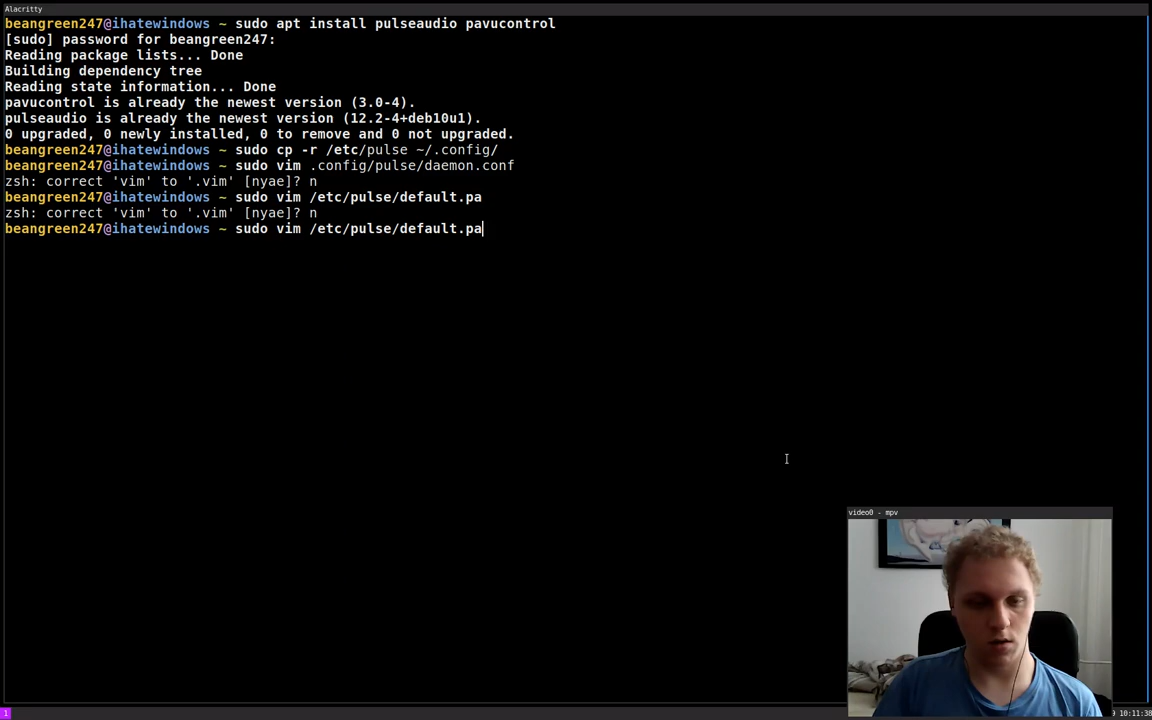 Alacritty
beangreen247@ihatewindows ~ sudo apt install pulseaudio pavucontrol
[sudo] password for beangreen247:
Reading package lists... Done
Building dependency tree
Reading state information... Done
pavucontrol is already the newest version (3.0-4).
pulseaudio is already the newest version (12.2-4+deb10u1).
0 upgraded, 0 newly installed, 0 to remove and 0 not upgraded.
beangreen247@ihatewindows ~ sudo cp -r /etc/pulse ~/.config/
beangreen247@ihatewindows ~ sudo vim .config/pulse/daemon.conf
zsh: correct 'vim' to '.vim' [nyae]? n
beangreen247@ihatewindows ~ sudo vim /etc/pulse/default.pa
zsh: correct 'vim' to '.vim' [nyae]? n
beangreen247@ihatewindows ~ sudo vim /etc/pulse/default.pa
video0 - mpv
1
10:11:38